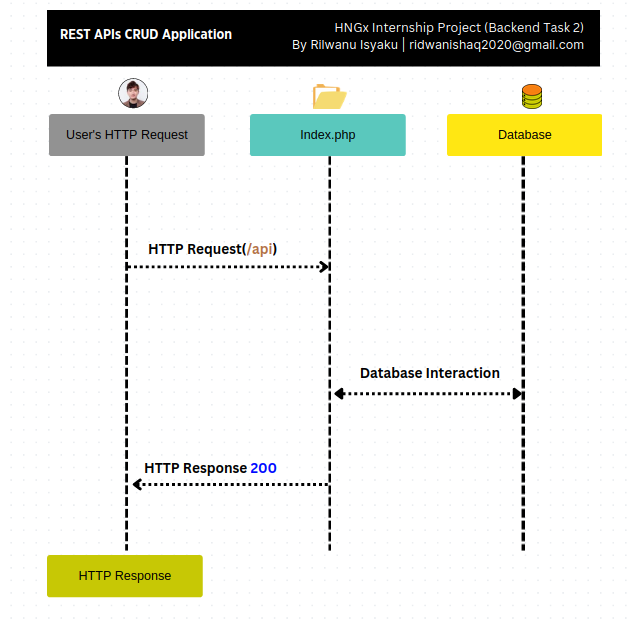 REST APIs CRUD Application
HNGx Internship Project (Backend Task 2)
By Rilwanu Isyaku | ridwanishaq2020@gmail.com
User's HTTP Request
Index.php
Database
HTTP Request(/api)
Database Interaction
HTTP Response 200
HTTP Response